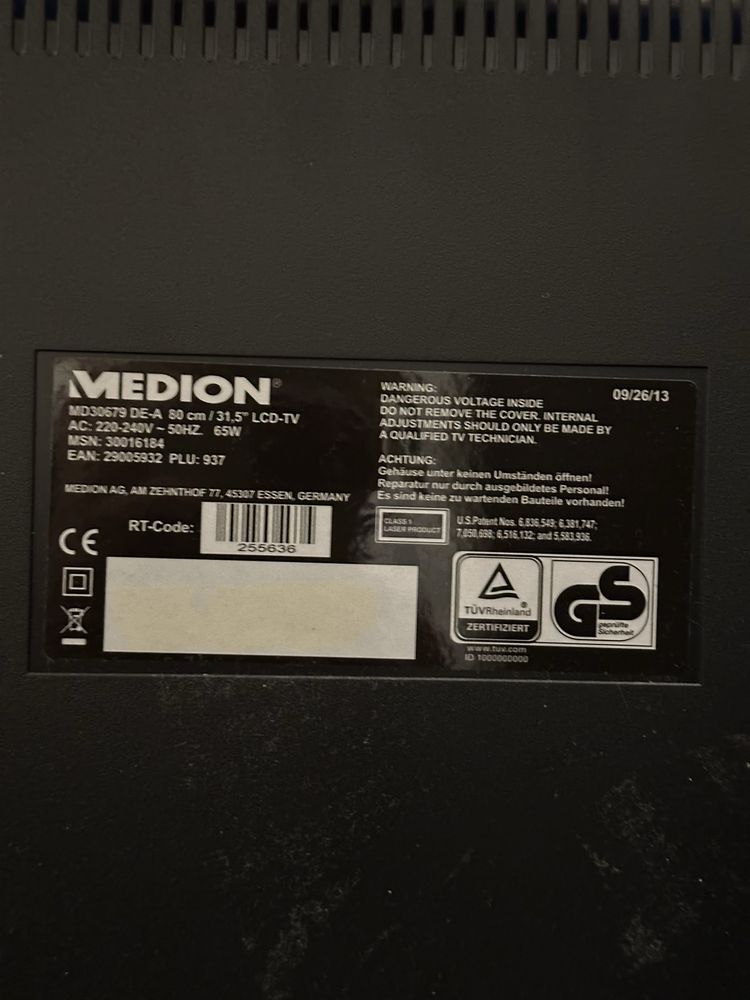 MEDION®
MD30679 DE-A 80 cm / 31,5" LCD-TV
AC: 220-240V ~ 50HZ. 65W
MSN: 30016184
EAN: 29005932 PLU: 937
MEDION AG, AM ZEHNTHOF 77, 45307 ESSEN, GERMANY
RT-Code:
255636
CE
WARNING:
DANGEROUS VOLTAGE INSIDE
DO NOT REMOVE THE COVER. INTERNAL
ADJUSTMENTS SHOULD ONLY BE MADE BY
A QUALIFIED TV TECHNICIAN.
09/26/13
ACHTUNG:
Gehäuse unter keinen Umständen öffnen!
Reparatur nur durch ausgebildetes Personal!
Es sind keine zu wartenden Bauteile vorhanden!
CLASS 1
LASER PRODUCT
U.S.Patent Nos. 6,836,549; 6,381,747;
7,050,698; 6,516,132; and 5,583,936.
TÜVRheinland®
ZERTIFIZIERT
www.tuv.com
ID 1000000000
GS
geprüfte
Sicherheit